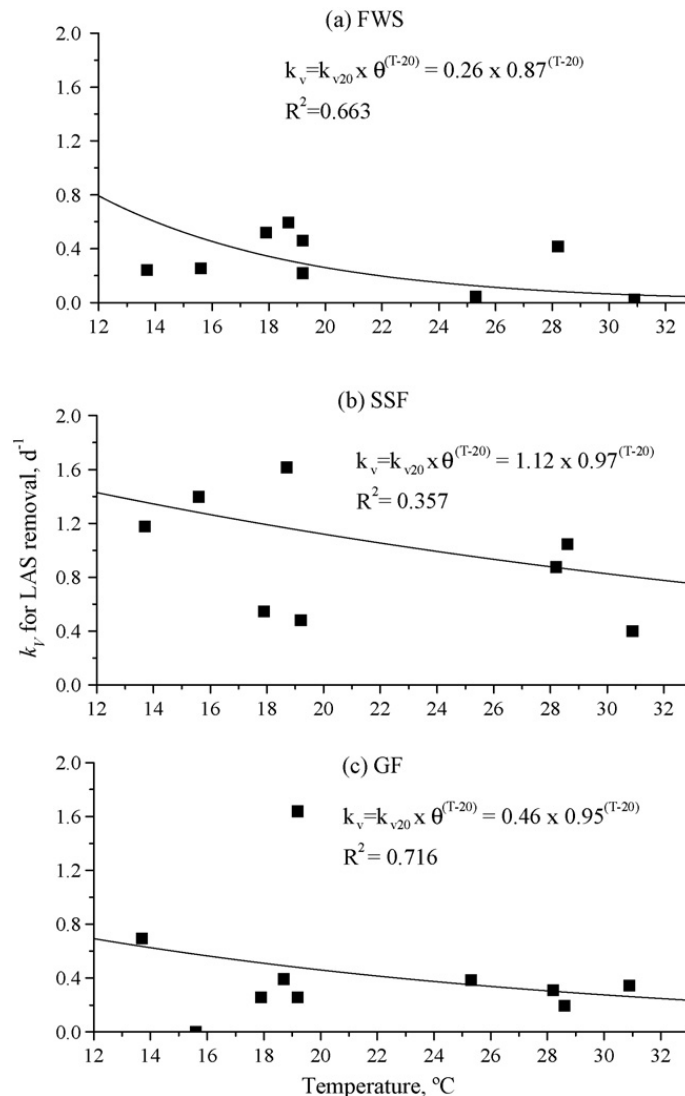 (a) FWS
k_v=k_v20 x θ^(T-20) = 0.26 x 0.87^(T-20)
R²=0.663
2.0
1.6
1.2
0.8
0.4
0.0
12 14 16 18 20 22 24 26 28 30 32
(b) SSF
k_v=k_v20 x θ^(T-20) = 1.12 x 0.97^(T-20)
R²= 0.357
2.0
1.6
1.2
0.8
0.4
0.0
12 14 16 18 20 22 24 26 28 30 32
k_V for LAS removal, d⁻¹
(c) GF
k_v=k_v20 x θ^(T-20) = 0.46 x 0.95^(T-20)
R²= 0.716
2.0
1.6
1.2
0.8
0.4
0.0
12 14 16 18 20 22 24 26 28 30 32
Temperature, ºC